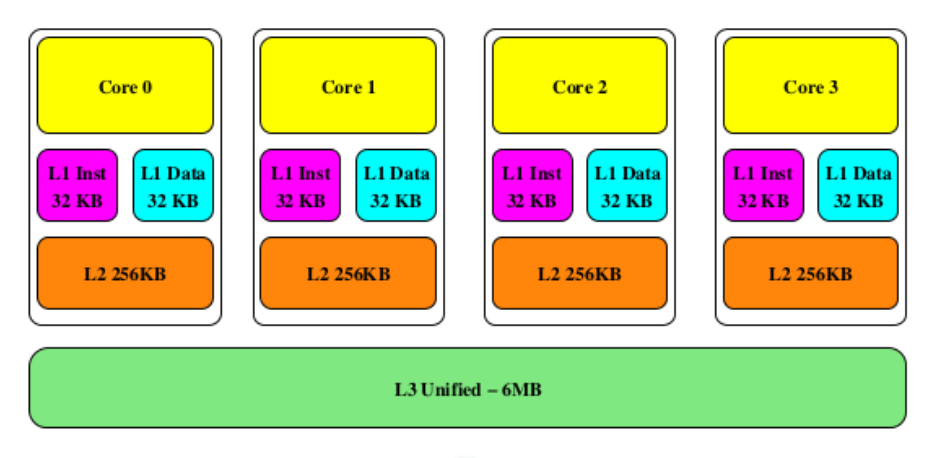 Core 0
Core 1
Core 2
Core 3
L1 Inst
32 KB
L1 Data
32 KB
L1 Inst
32 KB
L1 Data
32 KB
L1 Inst
32 KB
L1 Data
32 KB
L1 Inst
32 KB
L1 Data
32 KB
L2 256KB
L2 256KB
L2 256KB
L2 256KB
L3 Unified – 6MB